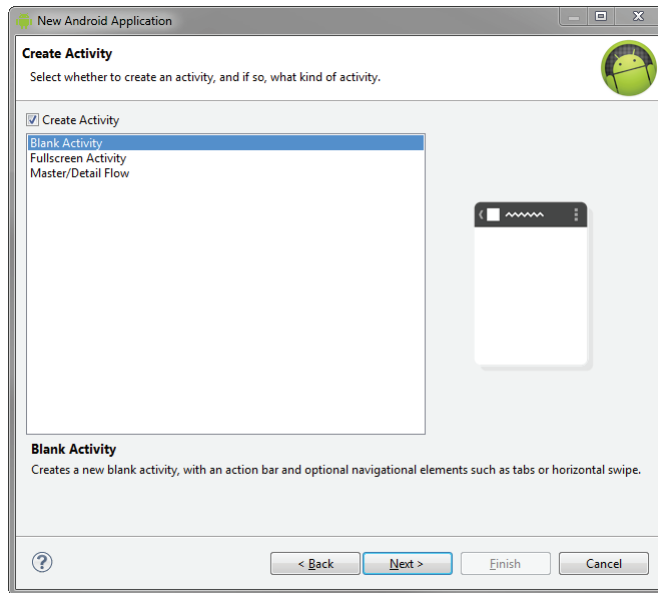 New Android Application
Create Activity
Select whether to create an activity, and if so, what kind of activity.
Create Activity
Blank Activity
Fullscreen Activity
Master/Detail Flow
Blank Activity
Creates a new blank activity, with an action bar and optional navigational elements such as tabs or horizontal swipe.
< Back Next > Finish Cancel